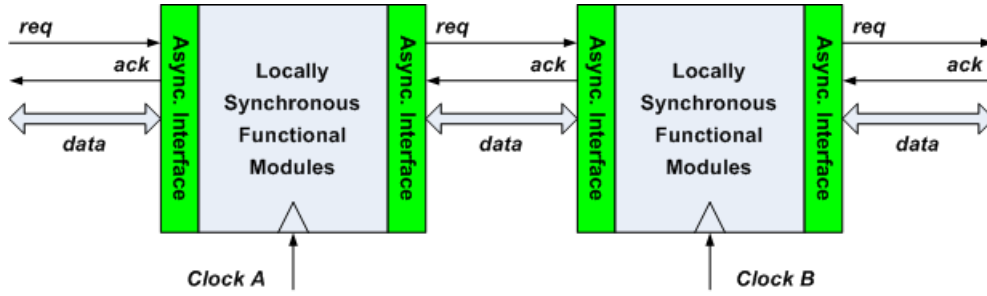 req
ack
data
Async. Interface
Locally
Synchronous
Functional
Modules
Async. Interface
Clock A
req
ack
data
Async. Interface
Locally
Synchronous
Functional
Modules
Async. Interface
Clock B
req
ack
data